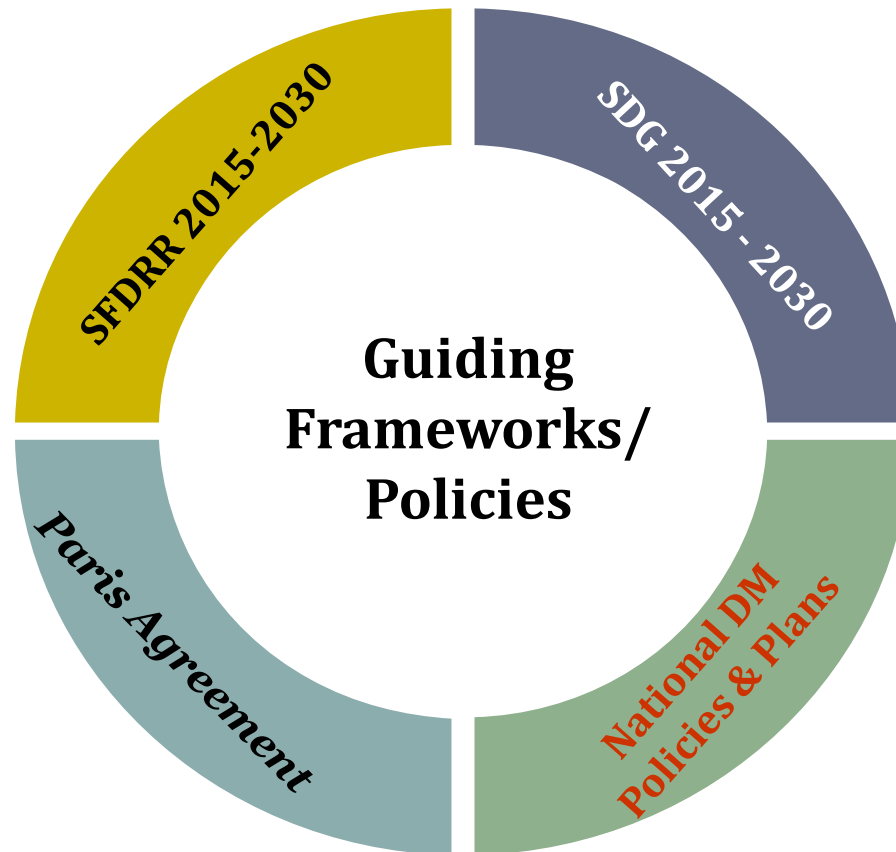 SFDRR 2015-2030
SDG 2015 - 2030
Guiding
Frameworks/
Policies
Paris Agreement
National DM
Policies & Plans